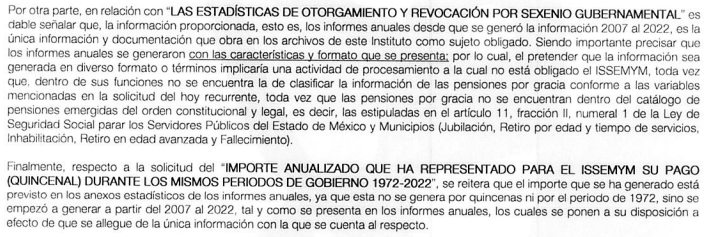 Por otra parte, en relación con "LAS ESTADÍSTICAS DE OTORGAMIENTO Y REVOCACIÓN POR SEXENIO GUBERNAMENTAL" es
dable señalar que, la información proporcionada, esto es, los informes anuales desde que se generó la información 2007 al 2022, es la
única información y documentación que obra en los archivos de este Instituto como sujeto obligado. Siendo importante precisar que
los informes anuales se generaron con las características y formato que se presenta; por lo cual, el pretender que la información sea
generada en diverso formato o términos implicaría una actividad de procesamiento a la cual no está obligado el ISSEMYM, toda vez
que, dentro de sus funciones no se encuentra la de clasificar la información de las pensiones por gracia conforme a las variables
mencionadas en la solicitud del hoy recurrente, toda vez que las pensiones por gracia no se encuentran dentro del catálogo de
pensiones emergidas del orden constitucional y legal, es decir, las estipuladas en el artículo 11, fracción II, numeral 1 de la Ley de
Seguridad Social parar los Servidores Públicos del Estado de México y Municipios (Jubilación, Retiro por edad y tiempo de servicios,
Inhabilitación, Retiro en edad avanzada y Fallecimiento).
Finalmente, respecto a la solicitud del "IMPORTE ANUALIZADO QUE HA REPRESENTADO PARA EL ISSEMYM SU PAGO
(QUINCENAL) DURANTE LOS MISMOS PERIODOS DE GOBIERNO 1972-2022", se reitera que el importe que se ha generado está
previsto en los anexos estadísticos de los informes anuales, ya que esta no se genera por quincenas ni por el periodo de 1972, sino se
empezó a generar a partir del 2007 al 2022, tal y como se presenta en los informes anuales, los cuales se ponen a su disposición a
efecto de que se allegue de la única información con la que se cuenta al respecto.